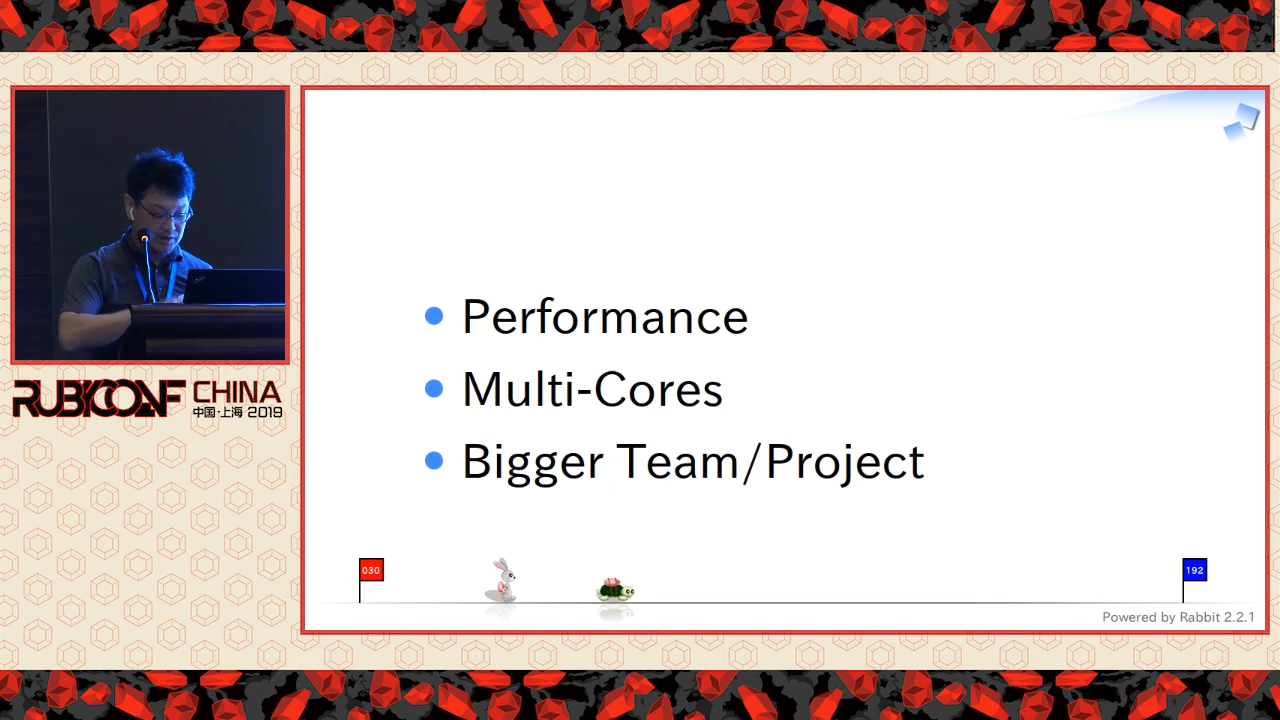 RUBYCONF CHINA
中国·上海 2019
Performance
Multi-Cores
Bigger Team/Project
030
192
Powered by Rabbit 2.2.1